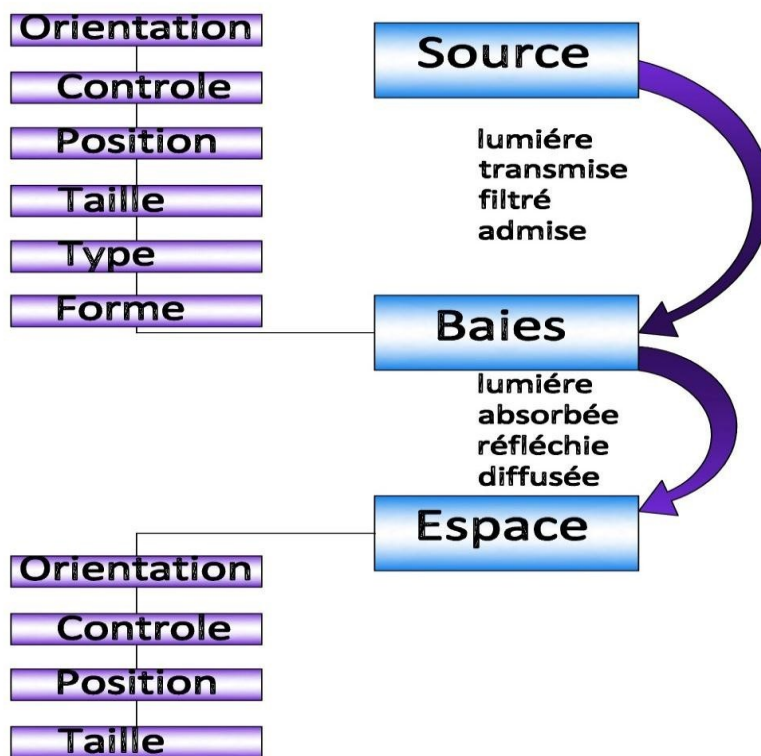 Orientation
Controle
Position
Taille
Type
Forme
Source
lumiére
transmise
filtré
admise
Baies
lumiére
absorbée
réfléchie
diffusée
Espace
Orientation
Controle
Position
Taille